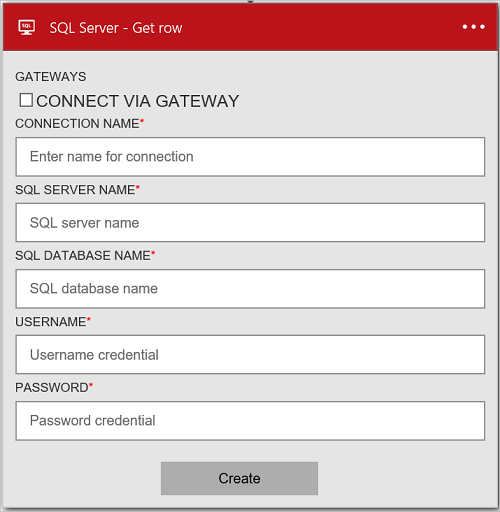 SQL
SQL Server - Get row
GATEWAYS
CONNECT VIA GATEWAY
CONNECTION NAME*
Enter name for connection
SQL SERVER NAME*
SQL server name
SQL DATABASE NAME*
SQL database name
USERNAME*
Username credential
PASSWORD*
Password credential
Create